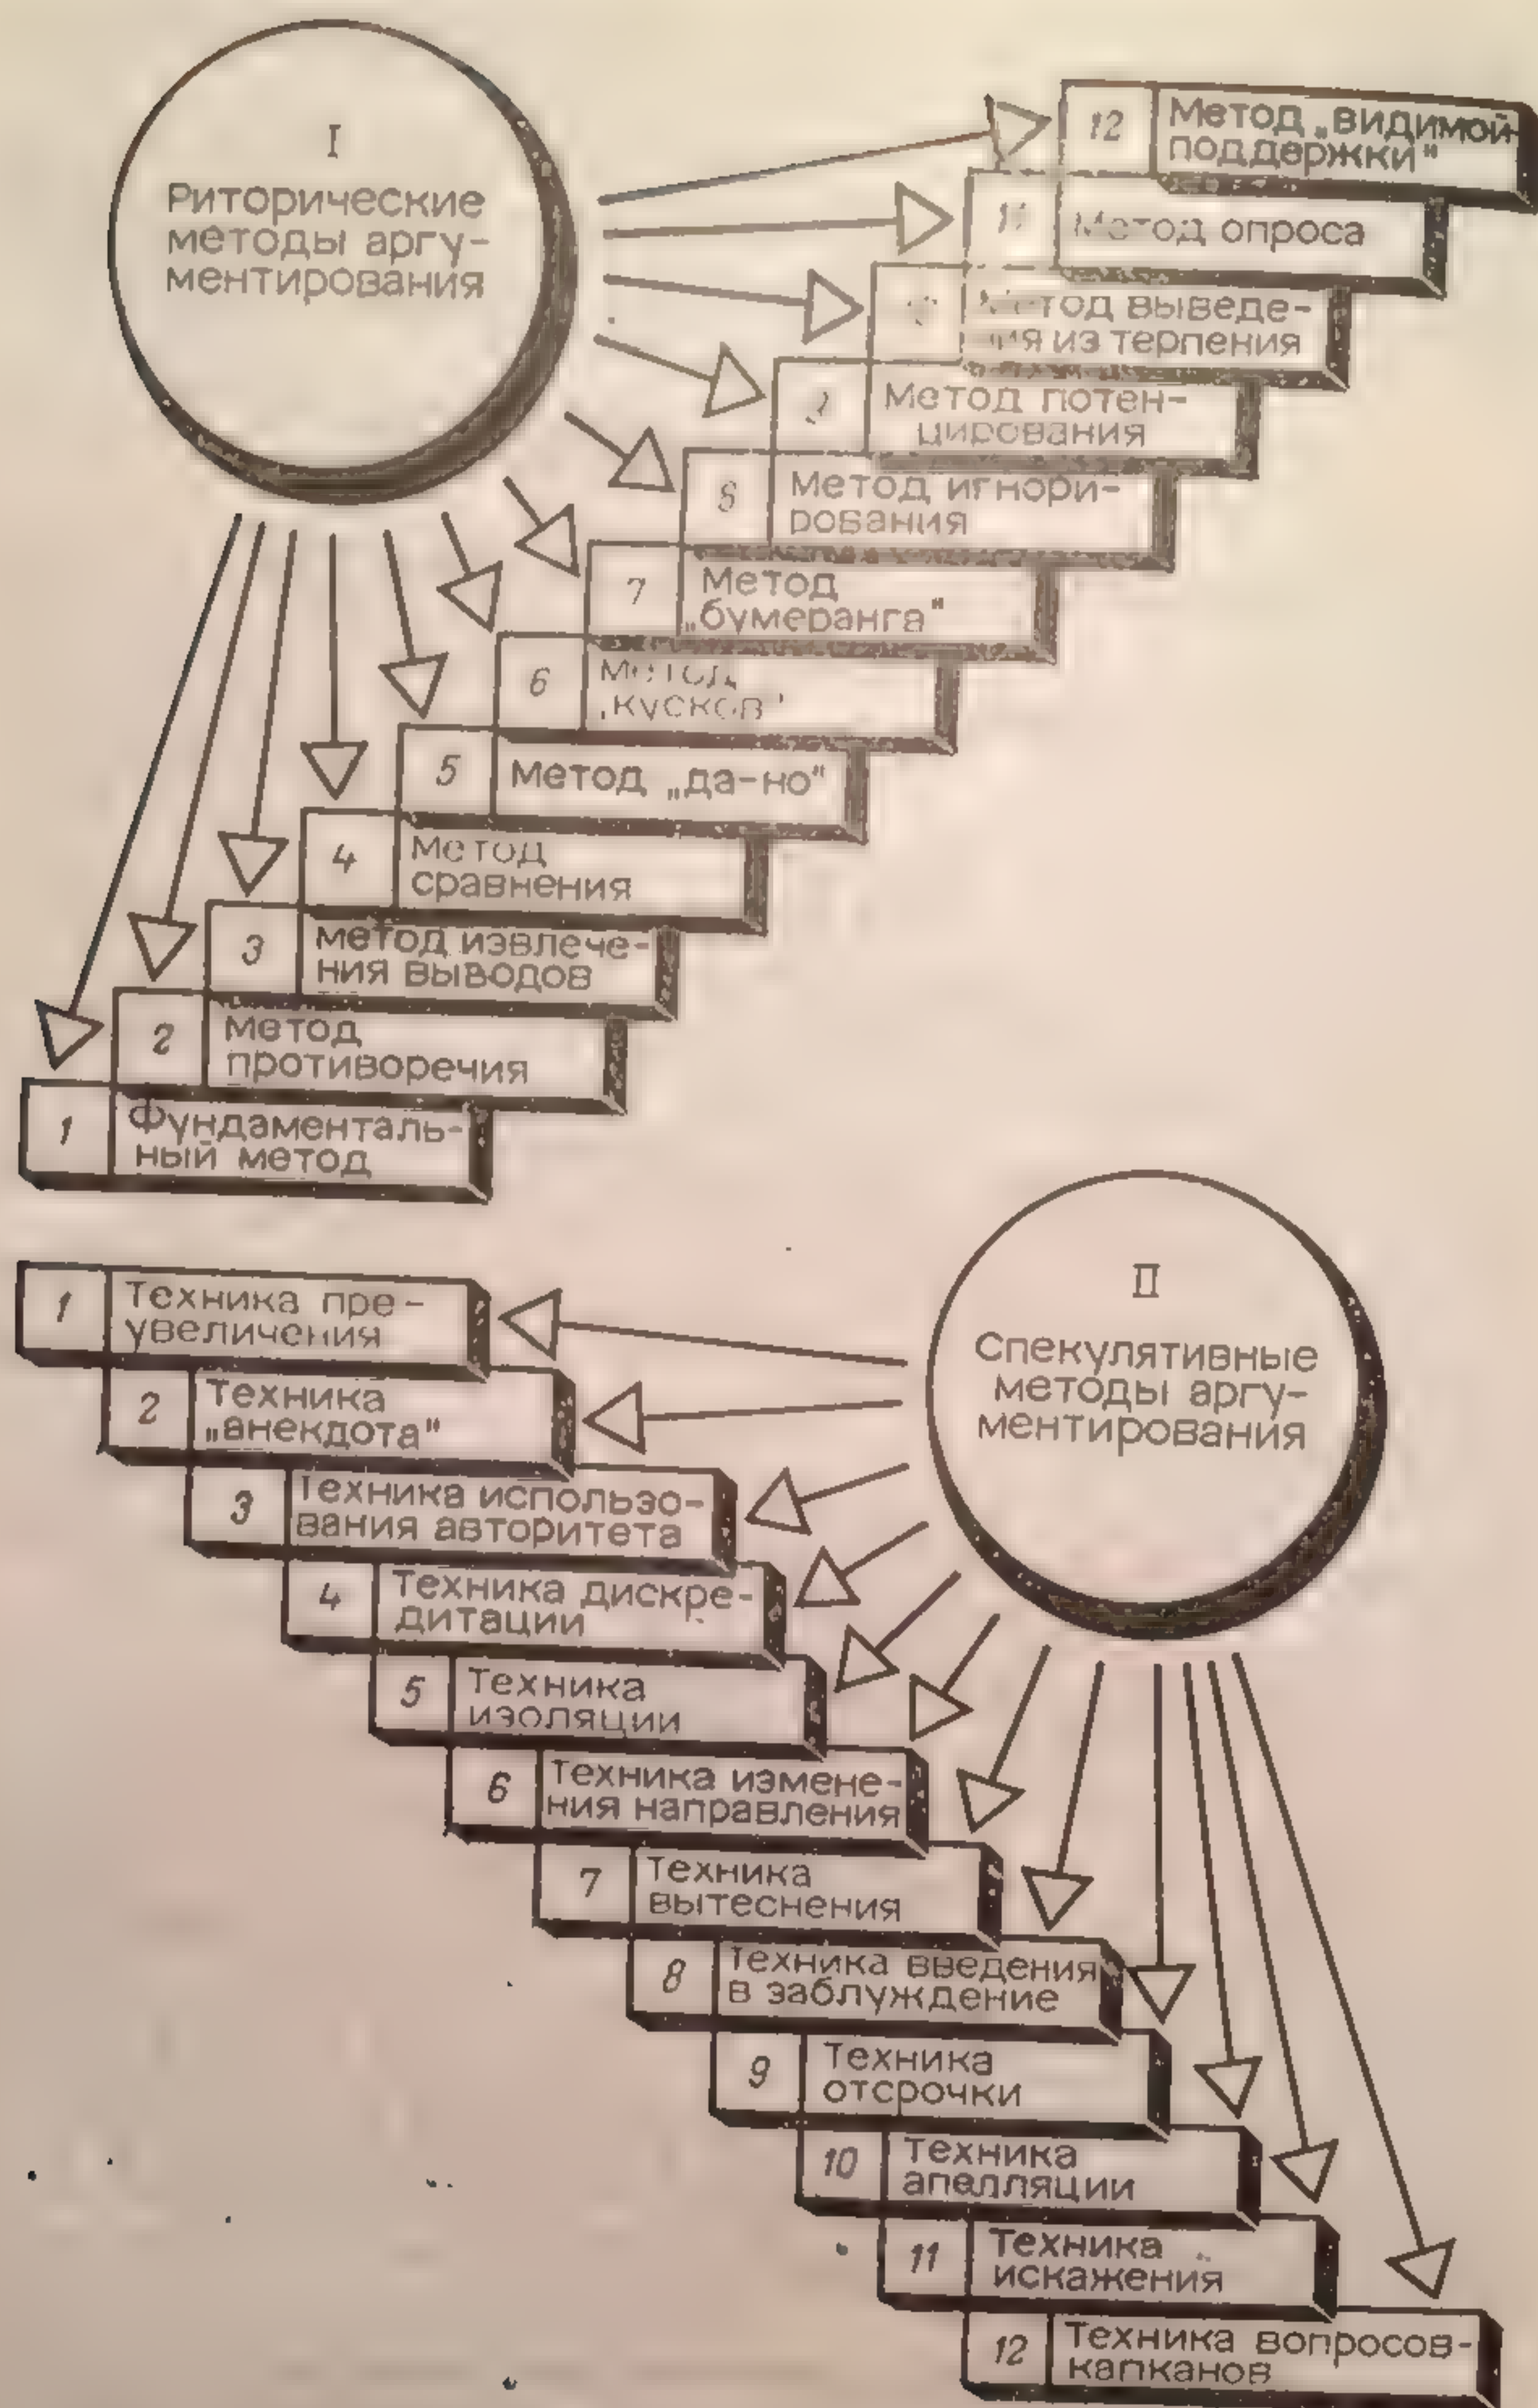 I
Риторические
методы аргу-
ментирования
12 Метод „видимой
поддержки"
11 Метод опроса
Метод выведе-
ния из терпения
Метод потен-
цирования
8 Метод игнори-
рования
7 Метод
„бумеранга"
6 Метод
„кусков"
5 Метод „да-но"
4 Метод
сравнения
3 Метод извлече-
ния выводов
2 Метод
противоречия
1 Фундаменталь-
ный метод
II
Спекулятивные
методы аргу-
ментирования
1 Техника пре-
увеличения
2 Техника
„анекдота"
3 Техника использо-
вания авторитета
4 Техника дискре-
дитации
5 Техника
изоляции
6 Техника измене-
ния направления
7 Техника
вытеснения
8 Техника введения
в заблуждение
9 Техника
отсрочки
10 Техника
апелляции
11 Техника
искажения
12 Техника вопросов-
капканов